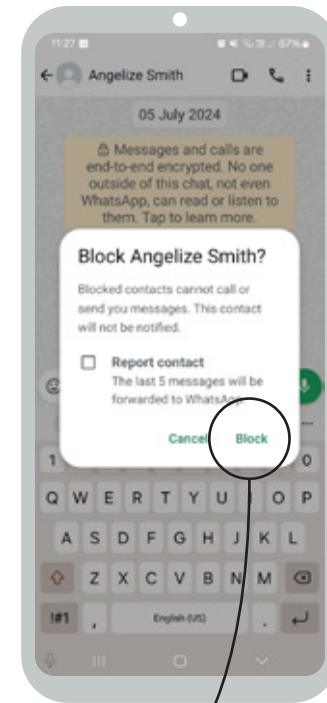 11:27 67%
Angelize Smith
05 July 2024
Messages and calls are
end-to-end encrypted. No one
outside of this chat, not even
WhatsApp, can read or listen to
them. Tap to learn more.
Block Angelize Smith?
Blocked contacts cannot call or
send you messages. This contact
will not be notified.
Report contact
The last 5 messages will be
forwarded to WhatsApp.
Cancel Block
1 0
Q W E R T Y U I O P
A S D F G H J K L
Z X C V B N M
!#1 , English (US) .